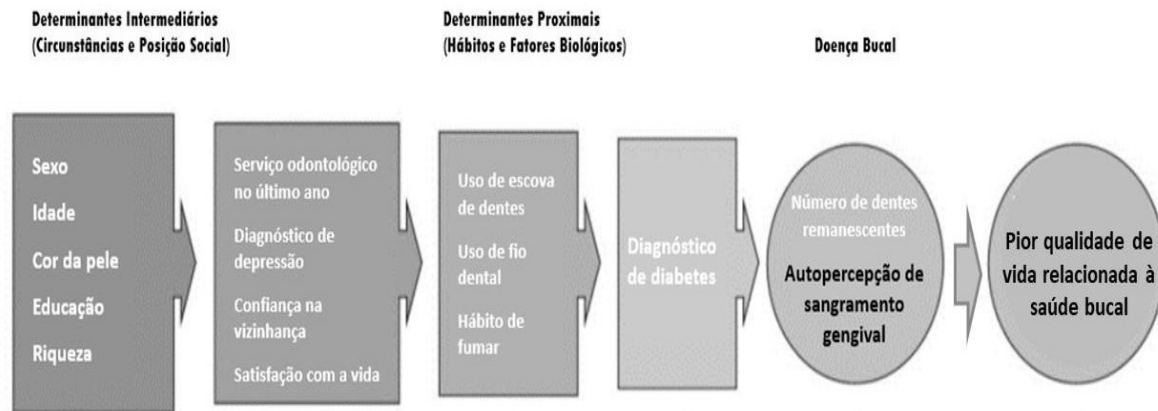 Determinantes Intermediários
(Circunstâncias e Posição Social)
Determinantes Proximais
(Hábitos e Fatores Biológicos)
Doença Bucal
Sexo
Idade
Cor da pele
Educação
Riqueza
Serviço odontológico
no último ano
Diagnóstico de
depressão
Confiança na
vizinhança
Satisfação com a vida
Uso de escova
de dentes
Uso de fio
dental
Hábito de
fumar
Diagnóstico
de diabetes
Número de dentes
remanescentes
Autopercepção de
sangramento
gengival
Pior qualidade de
vida relacionada à
saúde bucal